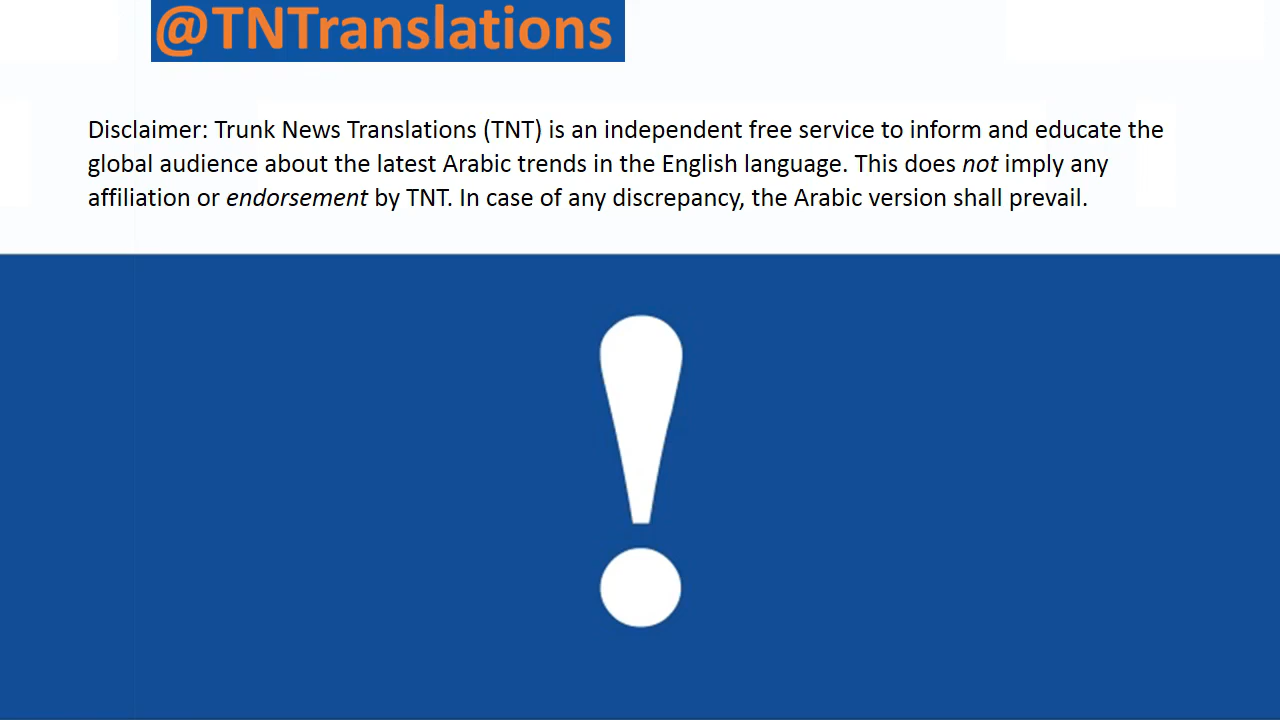 @TNTranslations
Disclaimer: Trunk News Translations (TNT) is an independent free service to inform and educate the
global audience about the latest Arabic trends in the English language. This does not imply any
affiliation or endorsement by TNT. In case of any discrepancy, the Arabic version shall prevail.
!